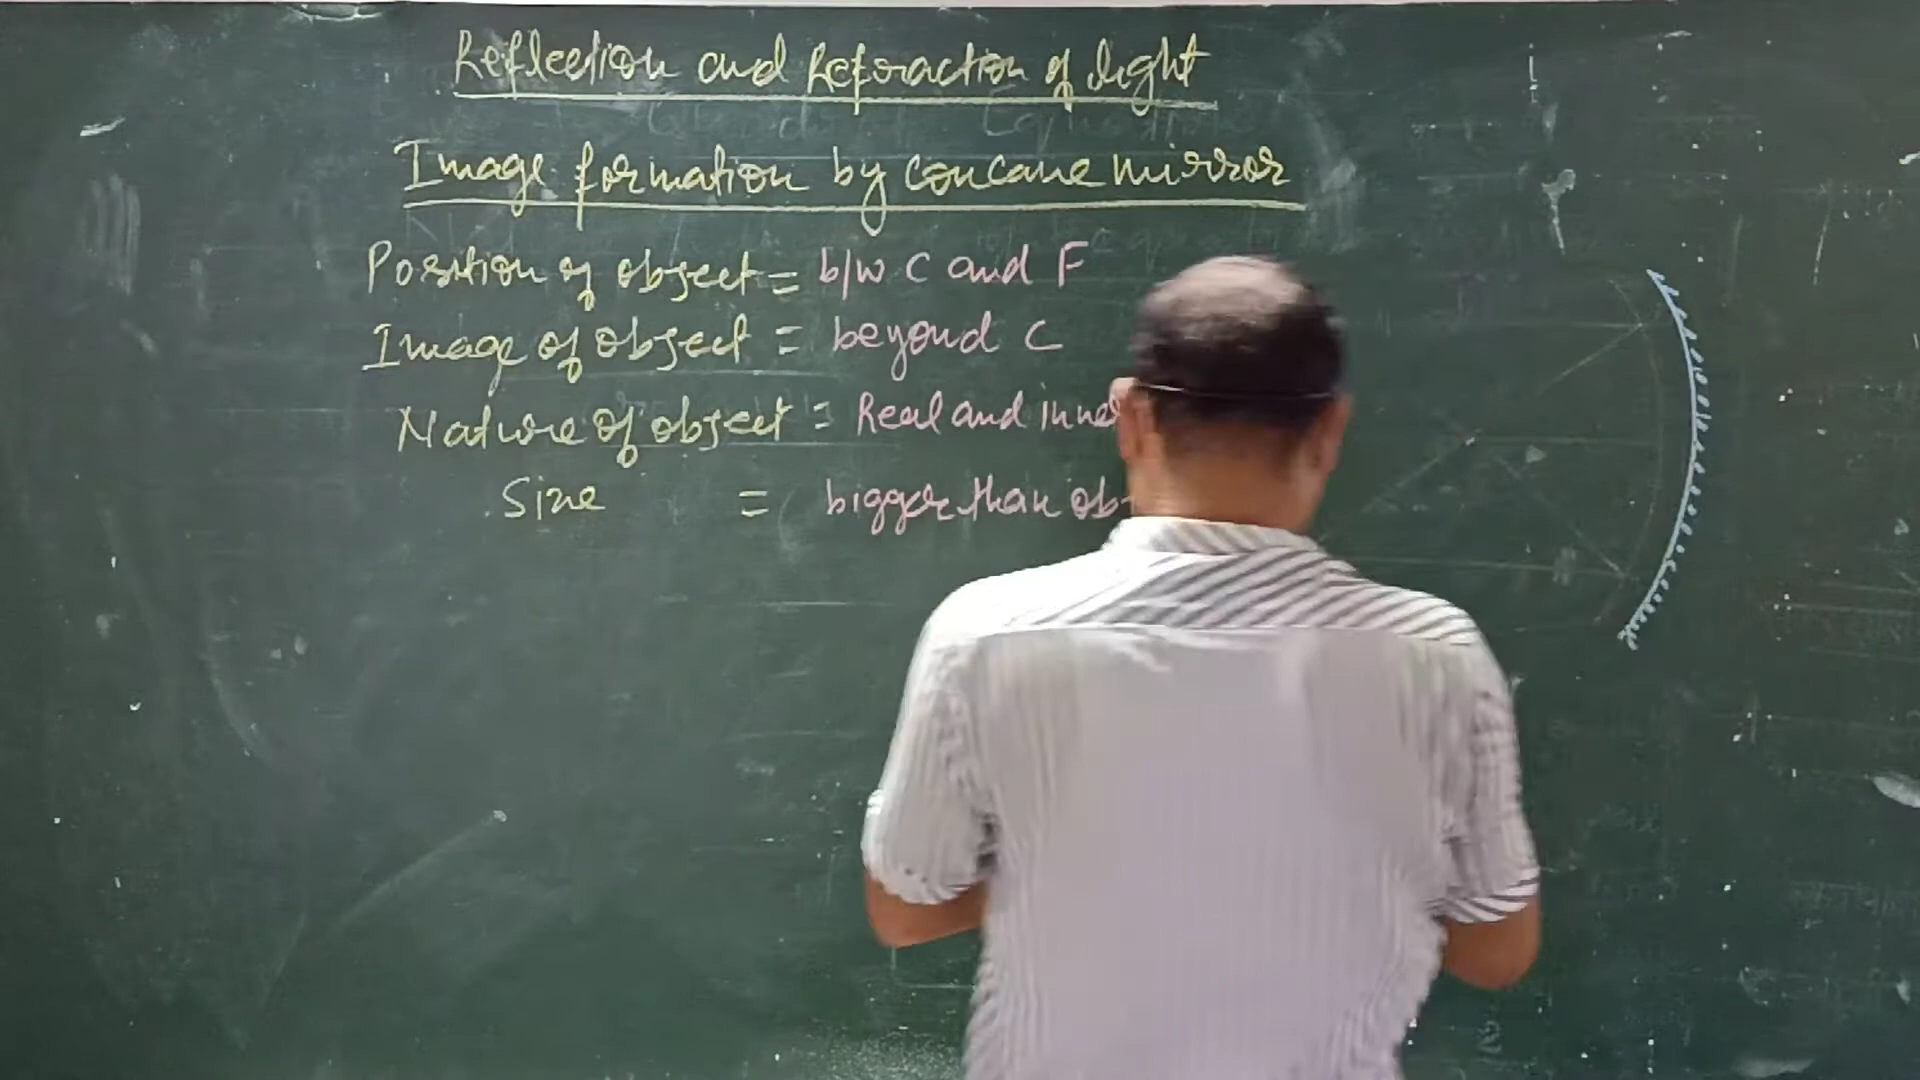 Reflection and Refraction of light
Image formation by concave mirror
Position of object = b/w C and F
Image of object = beyond C
Nature of object = Real and inve
Size = bigger than ob